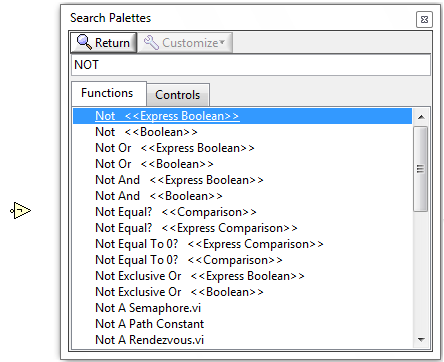 Search Palettes
Return Customize
NOT
Functions Controls
Not <<Express Boolean>>
Not <<Boolean>>
Not Or <<Express Boolean>>
Not Or <<Boolean>>
Not And <<Express Boolean>>
Not And <<Boolean>>
Not Equal? <<Comparison>>
Not Equal? <<Express Comparison>>
Not Equal To 0? <<Express Comparison>>
Not Equal To 0? <<Comparison>>
Not Exclusive Or <<Express Boolean>>
Not Exclusive Or <<Boolean>>
Not A Semaphore.vi
Not A Path Constant
Not A Rendezvous.vi